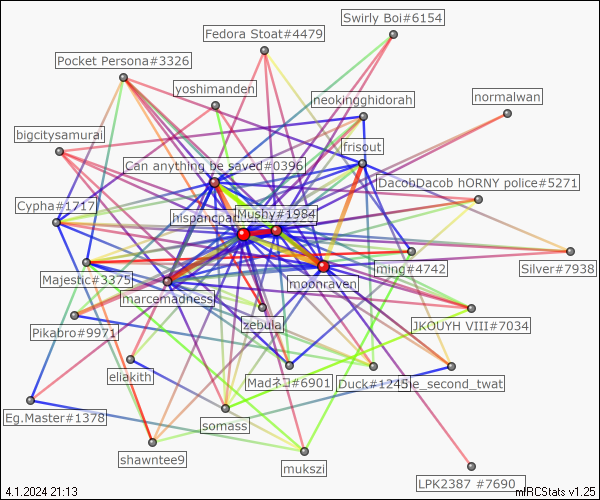 Swirly Boi#6154
Fedora Stoat#4479
Pocket Persona#3326
yoshimanden
neokingghidorah
normalwan
bigcitysamurai
frisout
Can anything be saved#0396
DacobDacob hORNY police#5271
Cypha#1717
Mushy#1984
hispanpa
ming#4742
Silver#7938
Majestic#3375
moonraven
marcemadness
zebula
JKOUYH VIII#7034
Pikabro#9971
eliakith
Madネコ#6901
Duck#1245
ie_second_twat
Eg.Master#1378
somass
shawntee9
mukszi
LPK2387 #7690
4.1.2024 21:13
mIRCStats v1.25